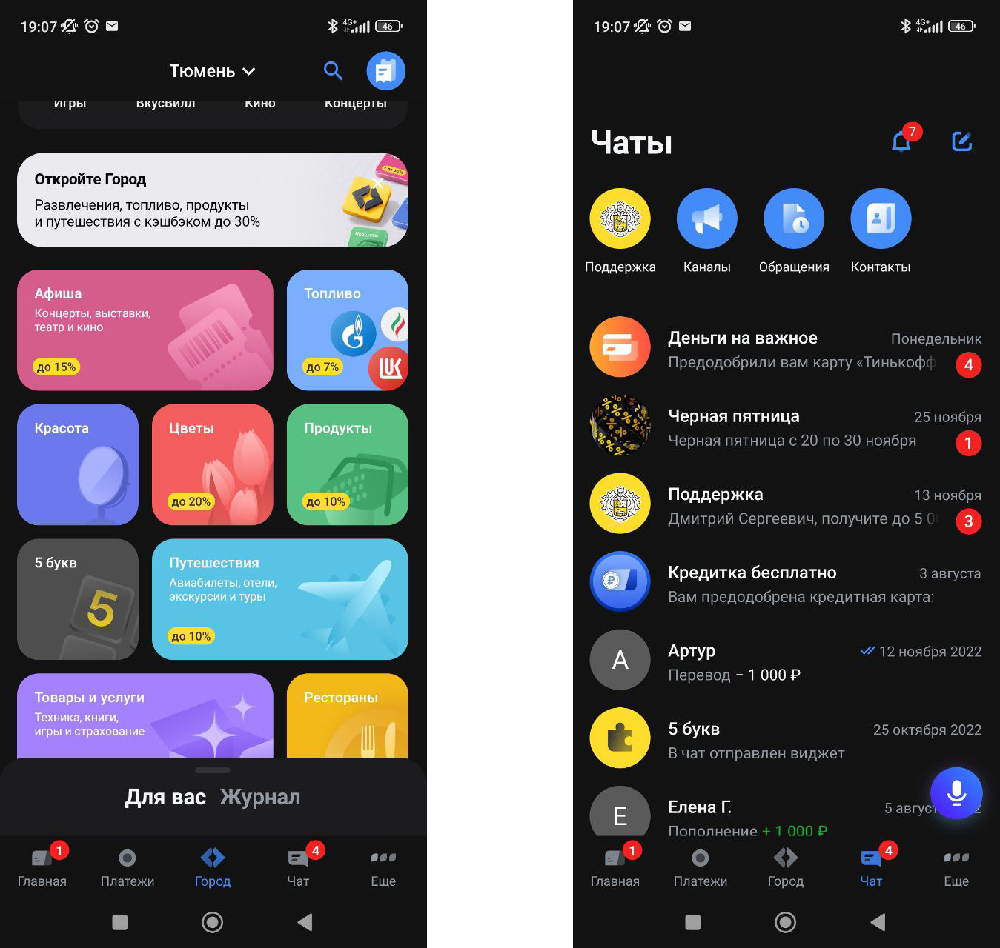 19:07
4G+
46
Тюмень
Игры ВкусВилл Кино Концерты
Откройте Город
Развлечения, топливо, продукты
и путешествия с кэшбэком до 30%
Продукты
Афиша
Концерты, выставки,
театр и кино
до 15%
Топливо
до 7%
LUK
Красота
Цветы
до 20%
Продукты
до 10%
5 букв
5
Путешествия
Авиабилеты, отели,
экскурсии и туры
до 10%
Товары и услуги
Техника, книги,
игры и страхование
Рестораны
Для вас Журнал
1
4
Главная Платежи Город Чат Еще
19:07
4G+
46
Чаты
7
Поддержка Каналы Обращения Контакты
Деньги на важное Понедельник
Предодобрили вам карту «Тинькофф 4
Черная пятница 25 ноября
Черная пятница с 20 по 30 ноября 1
Поддержка 13 ноября
Дмитрий Сергеевич, получите до 5 0 3
Кредитка бесплатно 3 августа
Вам предодобрена кредитная карта:
А
Артур 12 ноября 2022
Перевод − 1 000 ₽
5 букв 25 октября 2022
В чат отправлен виджет
Е
Елена Г. 5 август 2
Пополнение + 1 000 ₽
1
4
Главная Платежи Город Чат Еще